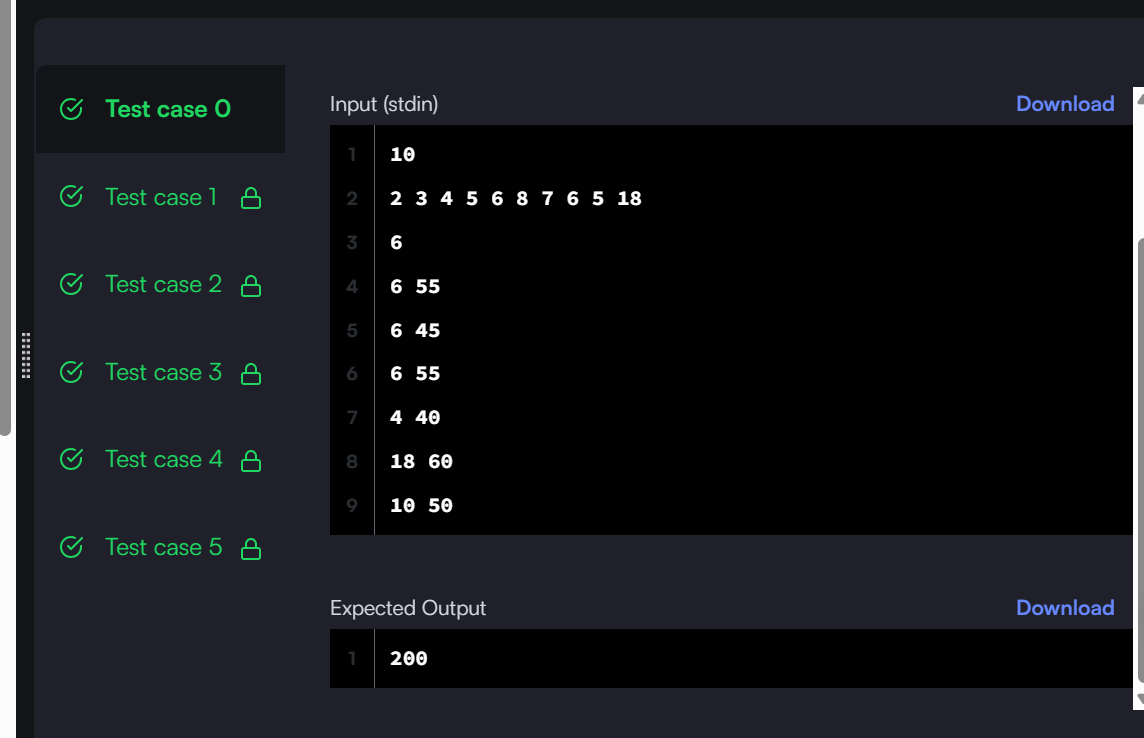 Test case 0
Test case 1
Test case 2
Test case 3
Test case 4
Test case 5
Input (stdin)
Download
1 10
2 2 3 4 5 6 8 7 6 5 18
3 6
4 6 55
5 6 45
6 6 55
7 4 40
8 18 60
9 10 50
Expected Output
Download
1 200